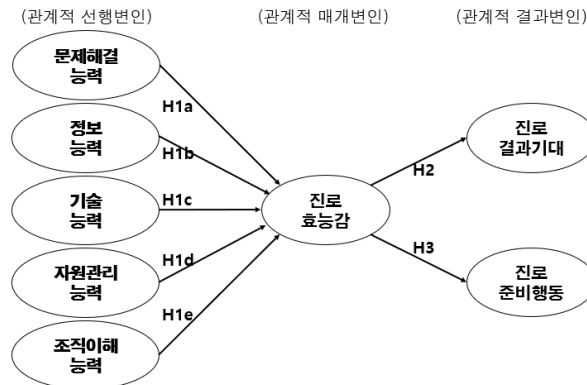 (관계적 선행변인)
(관계적 매개변인)
(관계적 결과변인)
문제해결
능력
H1a
정보
능력
H1b
기술
능력
H1c
자원관리
능력
H1d
조직이해
능력
H1e
진로
효능감
H2
진로
결과기대
H3
진로
준비행동